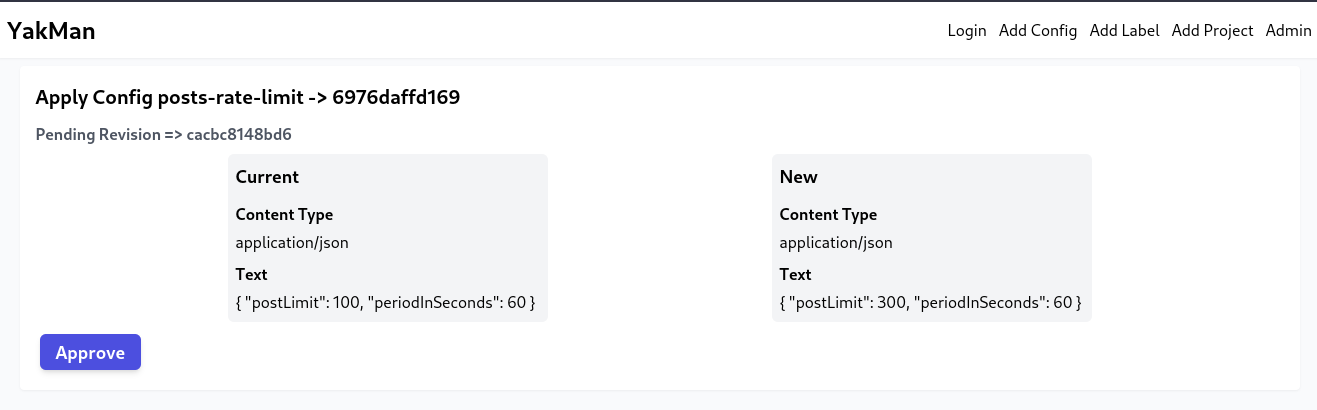 YakMan
Login Add Config Add Label Add Project Admin
Apply Config posts-rate-limit -> 6976daffd169
Pending Revision => cacbc8148bd6
Current
Content Type
application/json
Text
{ "postLimit": 100, "periodInSeconds": 60 }
New
Content Type
application/json
Text
{ "postLimit": 300, "periodInSeconds": 60 }
Approve